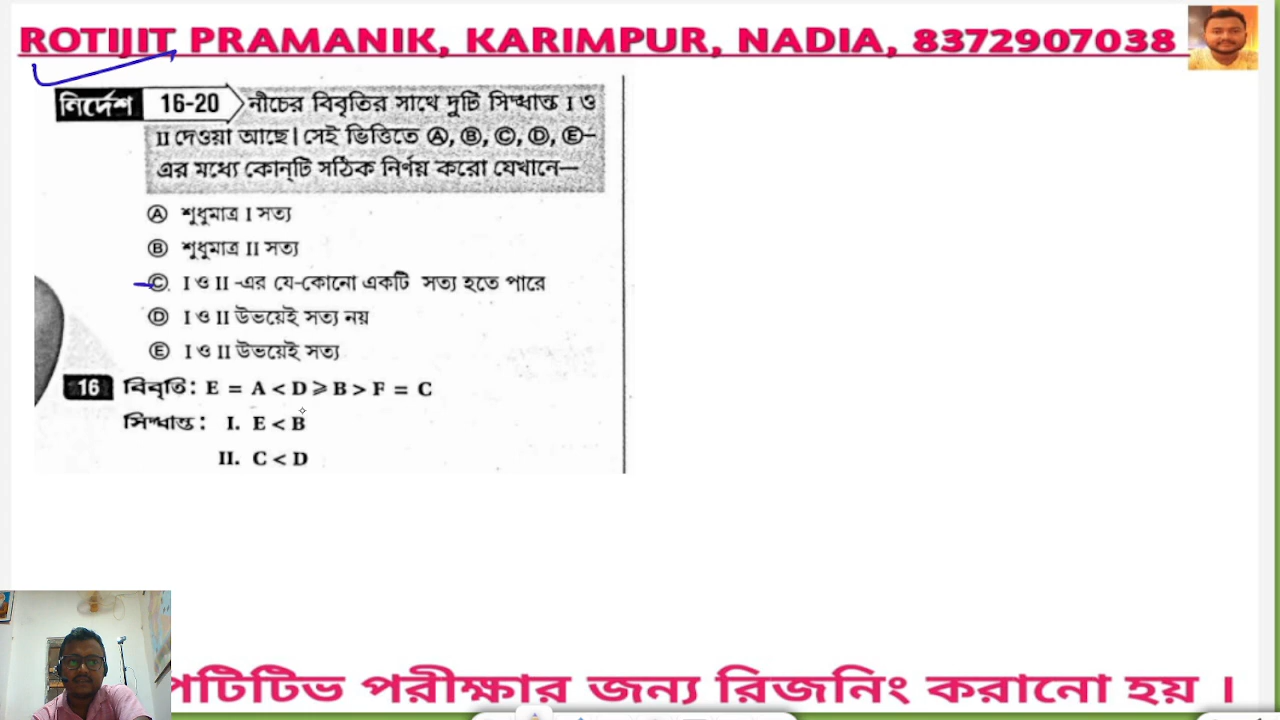 ROTIJIT PRAMANIK, KARIMPUR, NADIA, 8372907038
নির্দেশ 16-20 নীচের বিবৃতির সাথে দুটি সিদ্ধান্ত I ও
II দেওয়া আছে। সেই ভিত্তিতে Ⓐ, Ⓑ, Ⓒ, Ⓓ, Ⓔ–
এর মধ্যে কোন্‌টি সঠিক নির্ণয় করো যেখানে—
Ⓐ শুধুমাত্র I সত্য
Ⓑ শুধুমাত্র II সত্য
Ⓒ I ও II -এর যে-কোনো একটি সত্য হতে পারে
Ⓓ I ও II উভয়েই সত্য নয়
Ⓔ I ও II উভয়েই সত্য
16 বিবৃতি: E = A < D ⩾ B > F = C
সিদ্ধান্ত: I. E < B
II. C < D
পটিটিভ পরীক্ষার জন্য রিজনিং করানো হয় ।